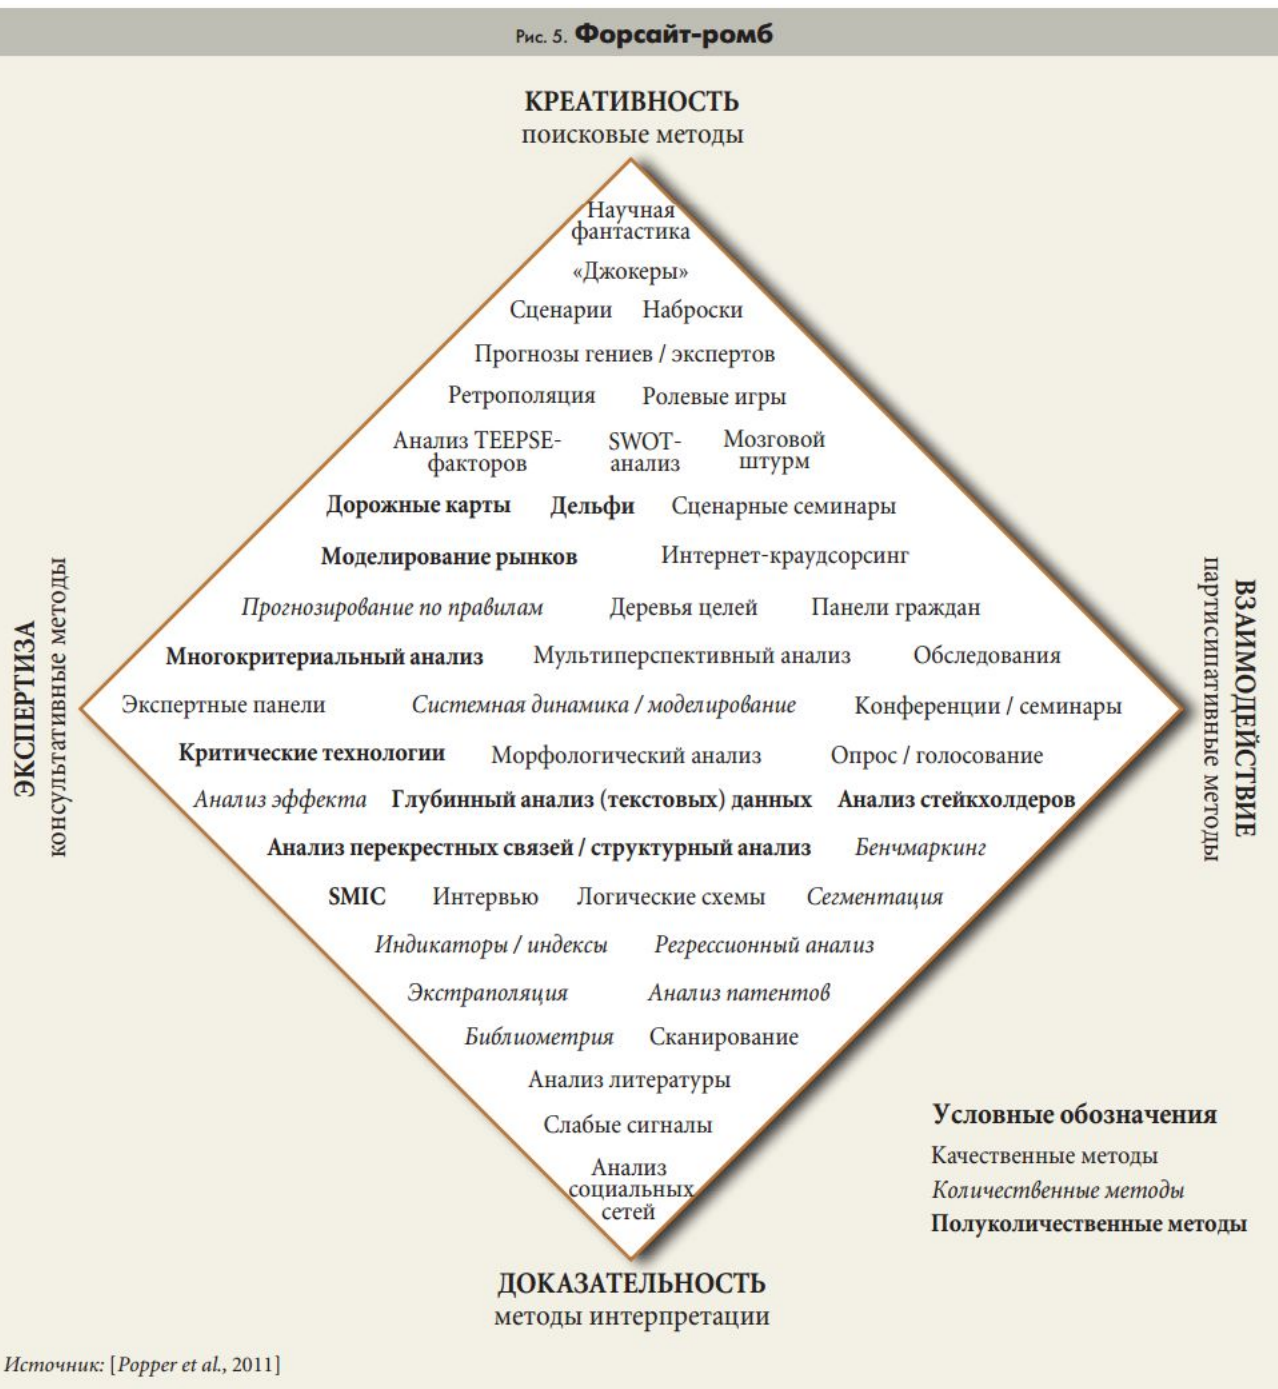 Рис. 5. Форсайт-ромб
КРЕАТИВНОСТЬ
поисковые методы
Научная
фантастика
«Джокеры»
Сценарии Наброски
Прогнозы гениев / экспертов
Ретрополяция Ролевые игры
Анализ TEEPSE-
факторов
SWOT-
анализ
Мозговой
штурм
Дорожные карты Дельфи Сценарные семинары
Моделирование рынков Интернет-краудсорсинг
Прогнозирование по правилам Деревья целей Панели граждан
Многокритериальный анализ Мультиперспективный анализ Обследования
Экспертные панели Системная динамика / моделирование Конференции / семинары
Критические технологии Морфологический анализ Опрос / голосование
Анализ эффекта Глубинный анализ (текстовых) данных Анализ стейкхолдеров
Анализ перекрестных связей / структурный анализ Бенчмаркинг
SMIC Интервью Логические схемы Сегментация
Индикаторы / индексы Регрессионный анализ
Экстраполяция Анализ патентов
Библиометрия Сканирование
Анализ литературы
Слабые сигналы
Анализ
социальных
сетей
ЭКСПЕРТИЗА
консультативные методы
ВЗАИМОДЕЙСТВИЕ
партисипативные методы
ДОКАЗАТЕЛЬНОСТЬ
методы интерпретации
Условные обозначения
Качественные методы
Количественные методы
Полуколичественные методы
Источник: [Popper et al., 2011]